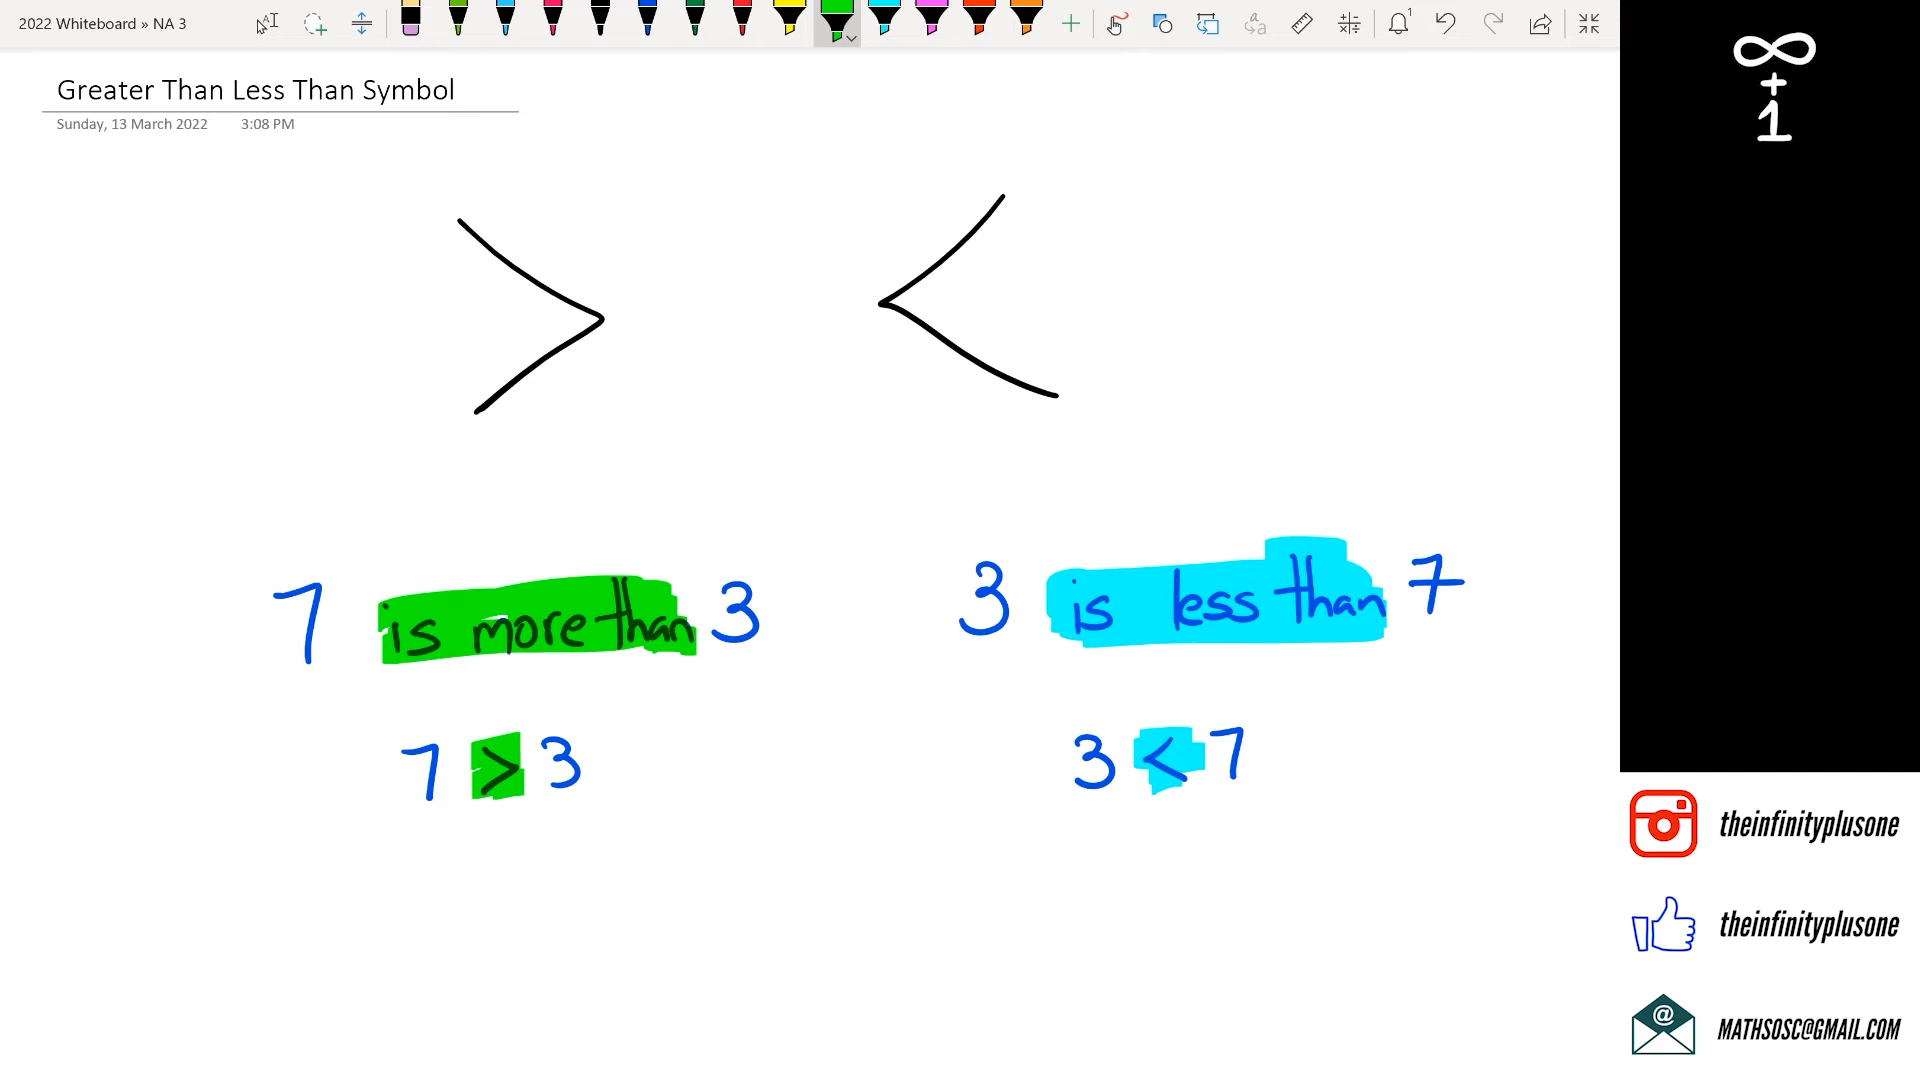 2022 Whiteboard » NA 3
Greater Than Less Than Symbol
Sunday, 13 March 2022 3:08 PM
> <
7 is more than 3
3 is less than 7
7 > 3
3 < 7
∞
+
1
theinfinityplusone
theinfinityplusone
MATHSOSC@GMAIL.COM